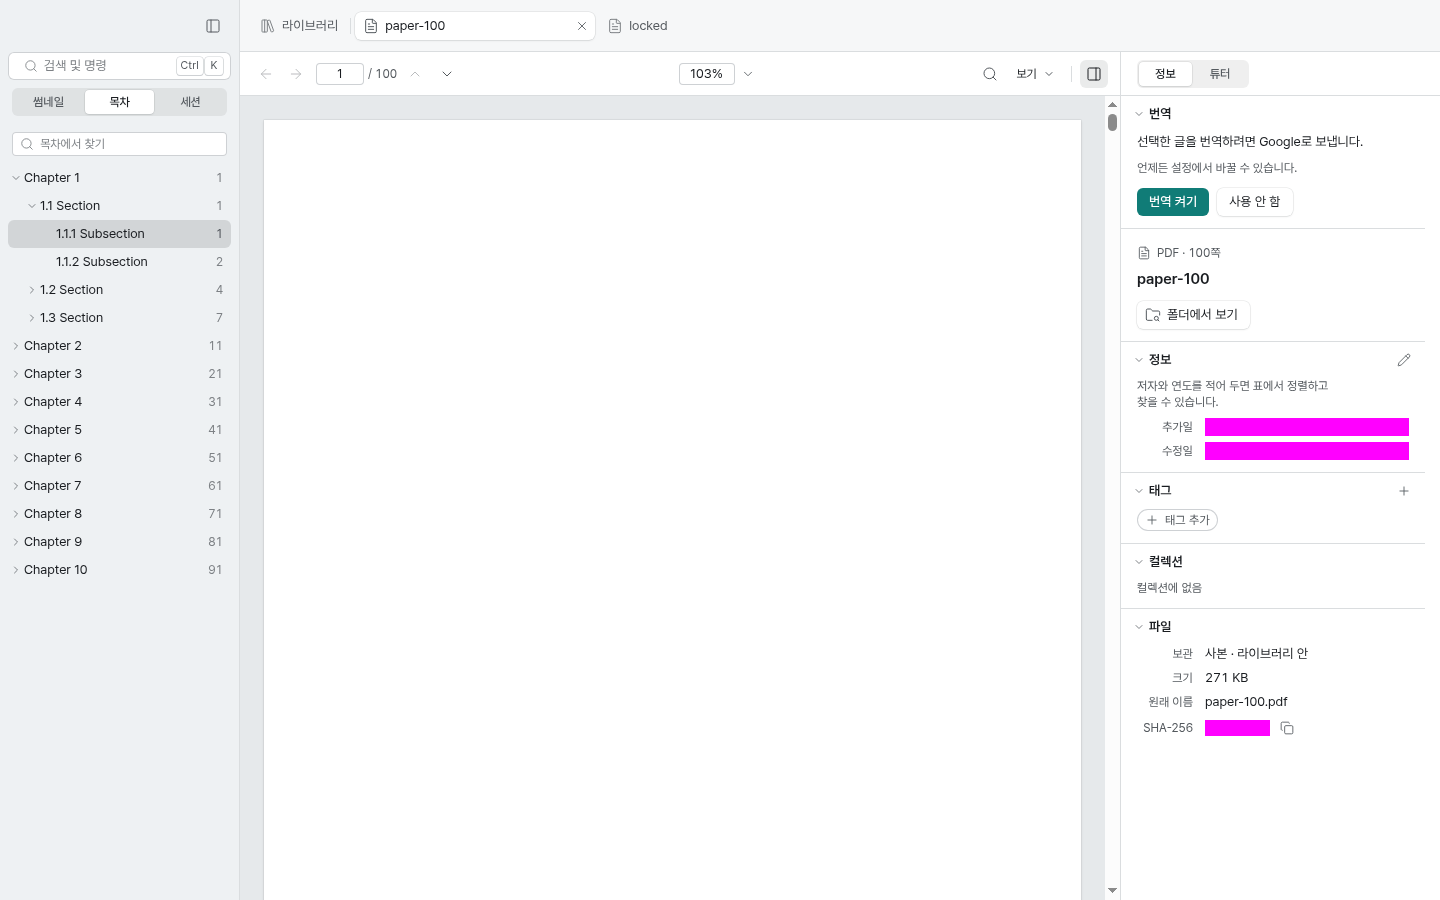 라이브러리
paper-100
locked
검색 및 명령 Ctrl K
썸네일 목차 세션
목차에서 찾기
Chapter 1 1
1.1 Section 1
1.1.1 Subsection 1
1.1.2 Subsection 2
1.2 Section 4
1.3 Section 7
Chapter 2 11
Chapter 3 21
Chapter 4 31
Chapter 5 41
Chapter 6 51
Chapter 7 61
Chapter 8 71
Chapter 9 81
Chapter 10 91
1 / 100
103%
보기
정보 튜터
번역
선택한 글을 번역하려면 Google로 보냅니다.
언제든 설정에서 바꿀 수 있습니다.
번역 켜기 사용 안 함
PDF · 100쪽
paper-100
폴더에서 보기
정보
저자와 연도를 적어 두면 표에서 정렬하고
찾을 수 있습니다.
추가일
수정일
태그
태그 추가
컬렉션
컬렉션에 없음
파일
보관 사본 · 라이브러리 안
크기 271 KB
원래 이름 paper-100.pdf
SHA-256